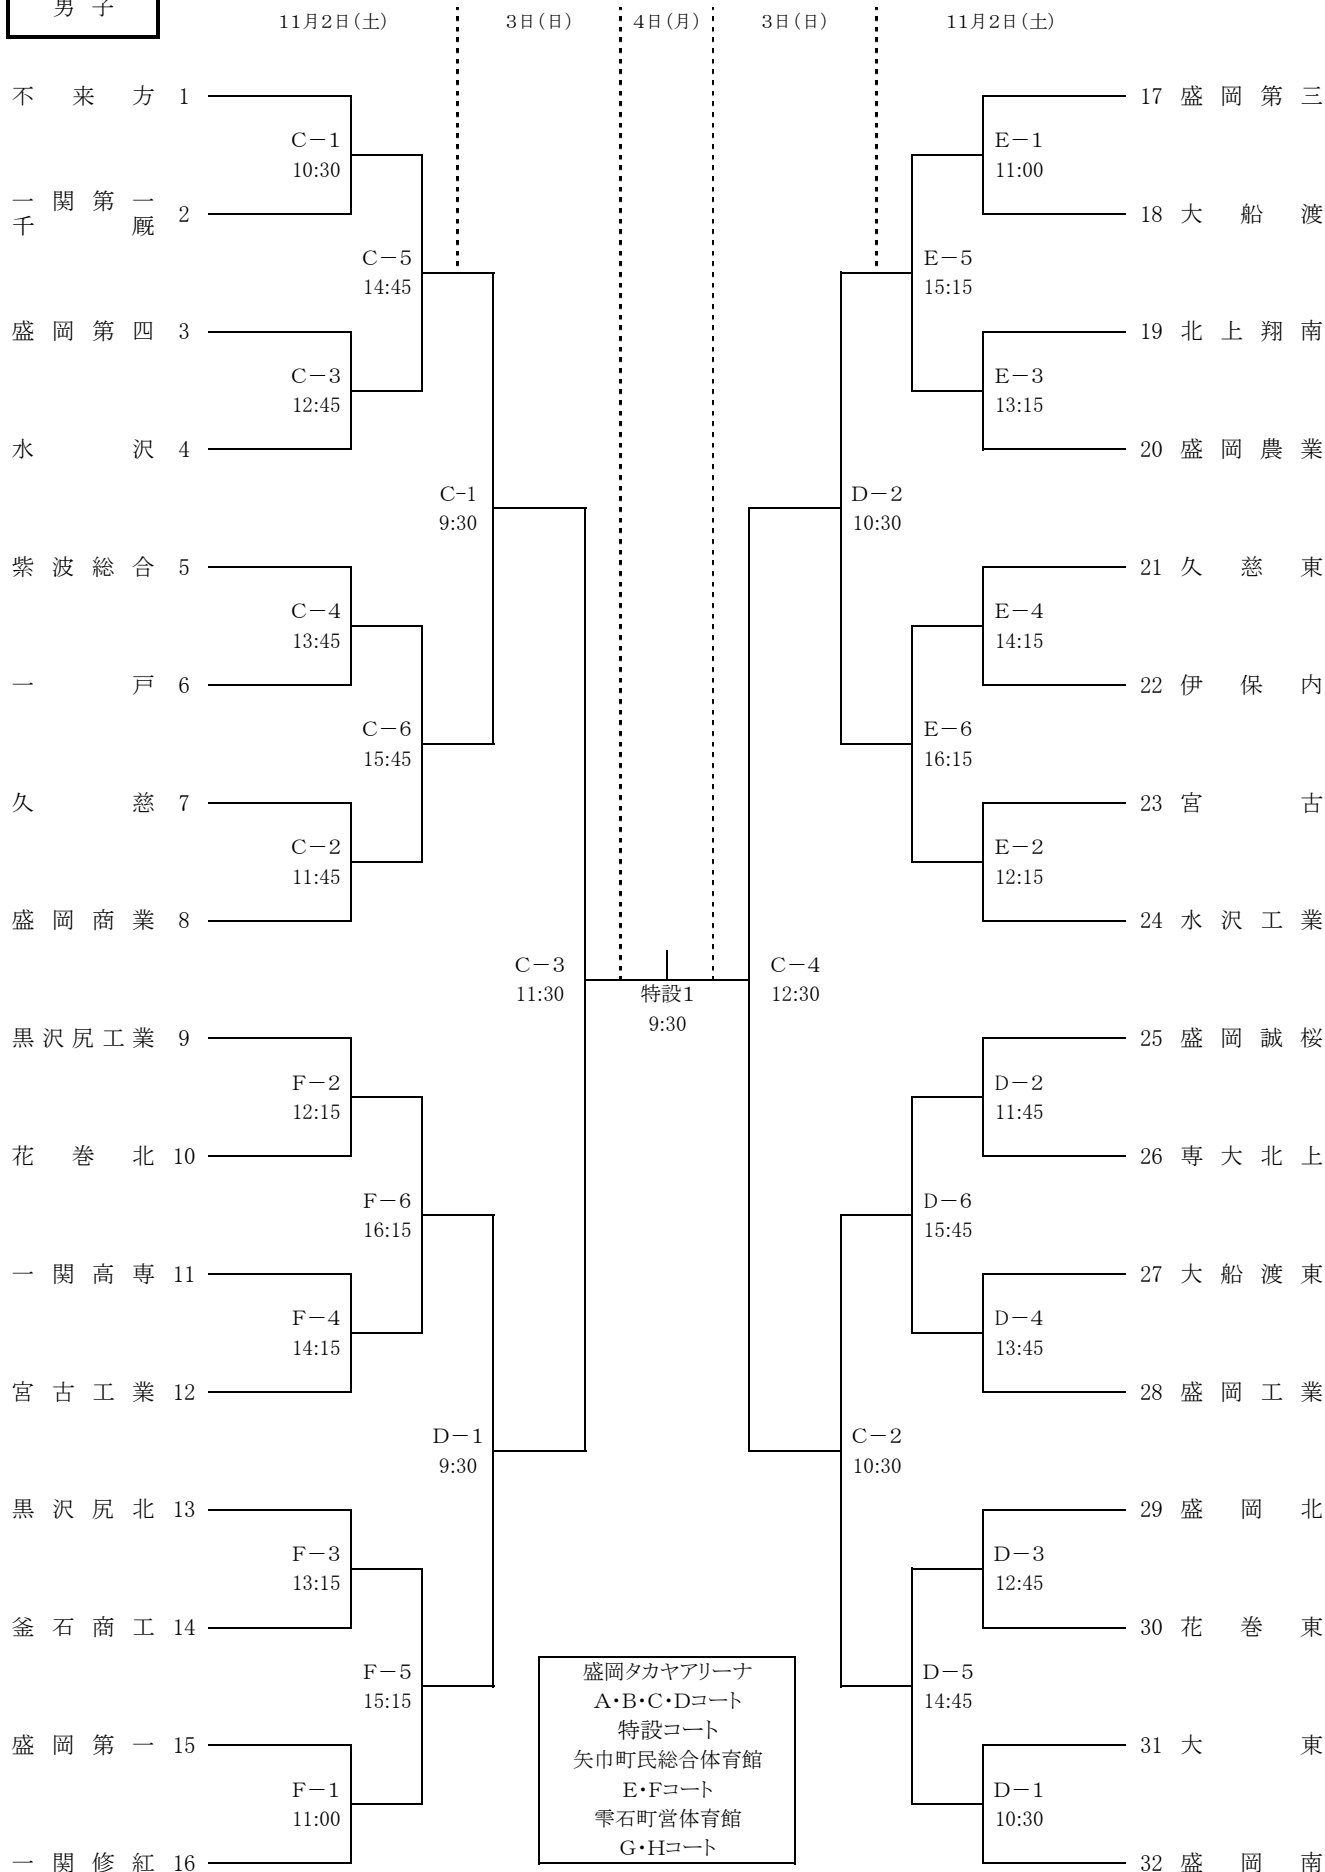 男子
11月2日(土)
3日(日)
4日(月)
3日(日)
11月2日(土)
不来方 1
C－1
10:30
一関第一
千厩 2
C－5
14:45
盛岡第四 3
C－3
12:45
水沢 4
C-1
9:30
紫波総合 5
C－4
13:45
一戸 6
C－6
15:45
久慈 7
C－2
11:45
盛岡商業 8
C－3
11:30
黒沢尻工業 9
F－2
12:15
花巻北 10
F－6
16:15
一関高専 11
F－4
14:15
宮古工業 12
D－1
9:30
黒沢尻北 13
F－3
13:15
釜石商工 14
F－5
15:15
盛岡第一 15
F－1
11:00
一関修紅 16
特設1
9:30
17 盛岡第三
E－1
11:00
18 大船渡
E－5
15:15
19 北上翔南
E－3
13:15
20 盛岡農業
D－2
10:30
21 久慈東
E－4
14:15
22 伊保内
E－6
16:15
23 宮古
E－2
12:15
24 水沢工業
C－4
12:30
25 盛岡誠桜
D－2
11:45
26 専大北上
D－6
15:45
27 大船渡東
D－4
13:45
28 盛岡工業
C－2
10:30
29 盛岡北
D－3
12:45
30 花巻東
D－5
14:45
31 大東
D－1
10:30
32 盛岡南
盛岡タカヤアリーナ
A・B・C・Dコート
特設コート
矢巾町民総合体育館
E・Fコート
雫石町営体育館
G・Hコート